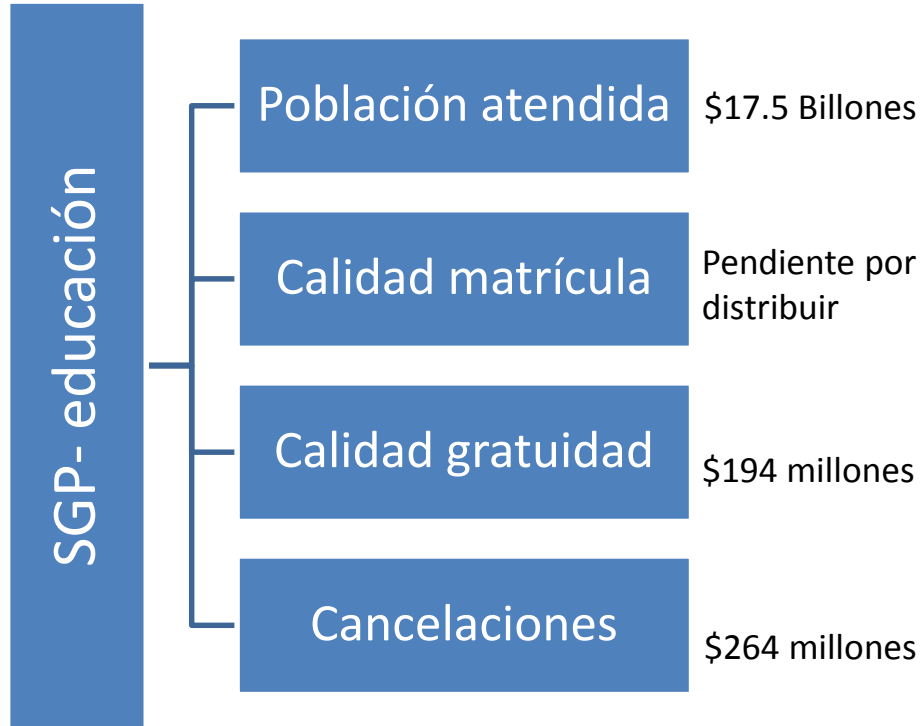 SGP- educación
Población atendida
$17.5 Billones
Calidad matrícula
Pendiente por
distribuir
Calidad gratuidad
$194 millones
Cancelaciones
$264 millones